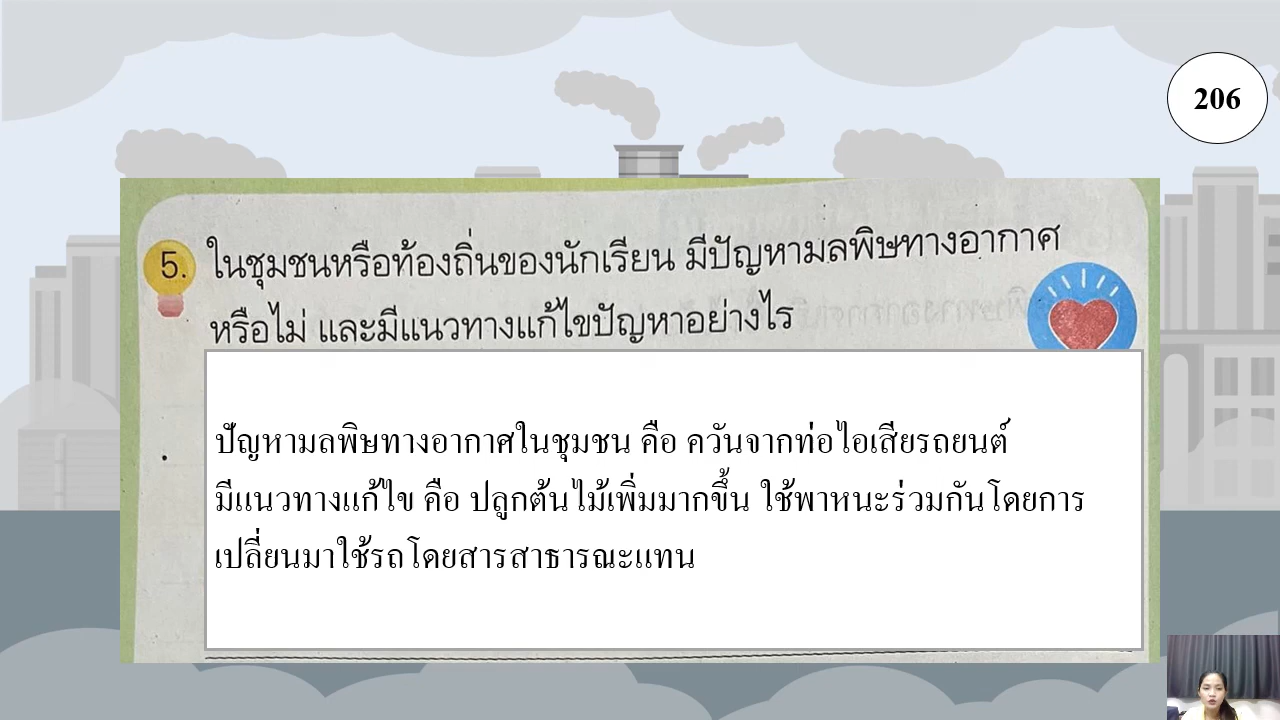 206
5. ในชุมชนหรือท้องถิ่นของนักเรียน มีปัญหามลพิษทางอากาศ
หรือไม่ และมีแนวทางแก้ไขปัญหาอย่างไร
ปัญหามลพิษทางอากาศในชุมชน คือ ควันจากท่อไอเสียรถยนต์
มีแนวทางแก้ไข คือ ปลูกต้นไม้เพิ่มมากขึ้น ใช้พาหนะร่วมกันโดยการ
เปลี่ยนมาใช้รถโดยสารสาธารณะแทน